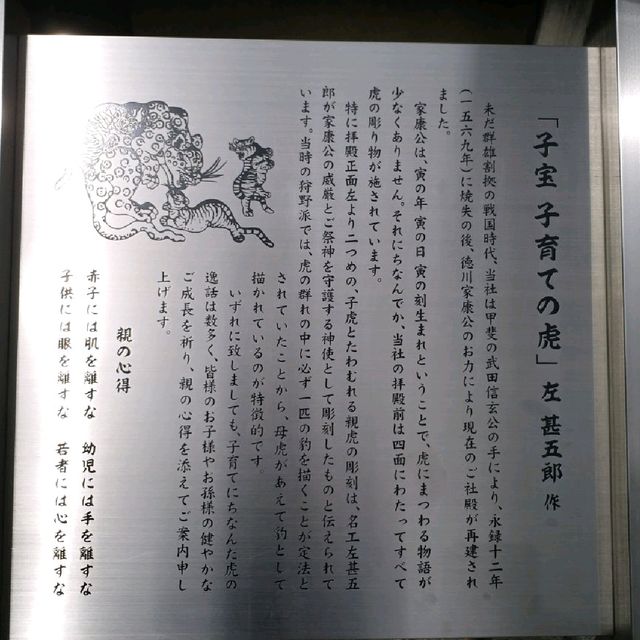 「子宝 子育ての虎」左 甚五郎 作
未だ群雄割拠の戦国時代、当社は甲斐の武田信玄公の手により、永録十二年
(一五六九年)に焼失の後、徳川家康公のお力により現在のご社殿が再建され
ました。
家康公は、寅の年 寅の日 寅の刻生まれということで、虎にまつわる物語が
少なくありません。それにちなんでか、当社の拝殿前は四面にわたってすべて
虎の彫り物が施されています。
特に拝殿正面左より二つめの、子虎とたわむれる親虎の彫刻は、名工左甚五
郎が家康公の威厳とご祭神を守護する神使として彫刻したものと伝えられて
います。当時の狩野派では、虎の群れの中に必ず一匹の豹を描くことが定法と
されていたことから、母虎があえて豹として
描かれているのが特徴的です。
いずれに致しましても、子育てにちなんだ虎の
逸話は数多く、皆様のお子様やお孫様の健やかな
ご成長を祈り、親の心得を添えてご案内申し
上げます。
親の心得
赤子には肌を離すな 幼児には手を離すな
子供には眼を離すな 若者には心を離すな